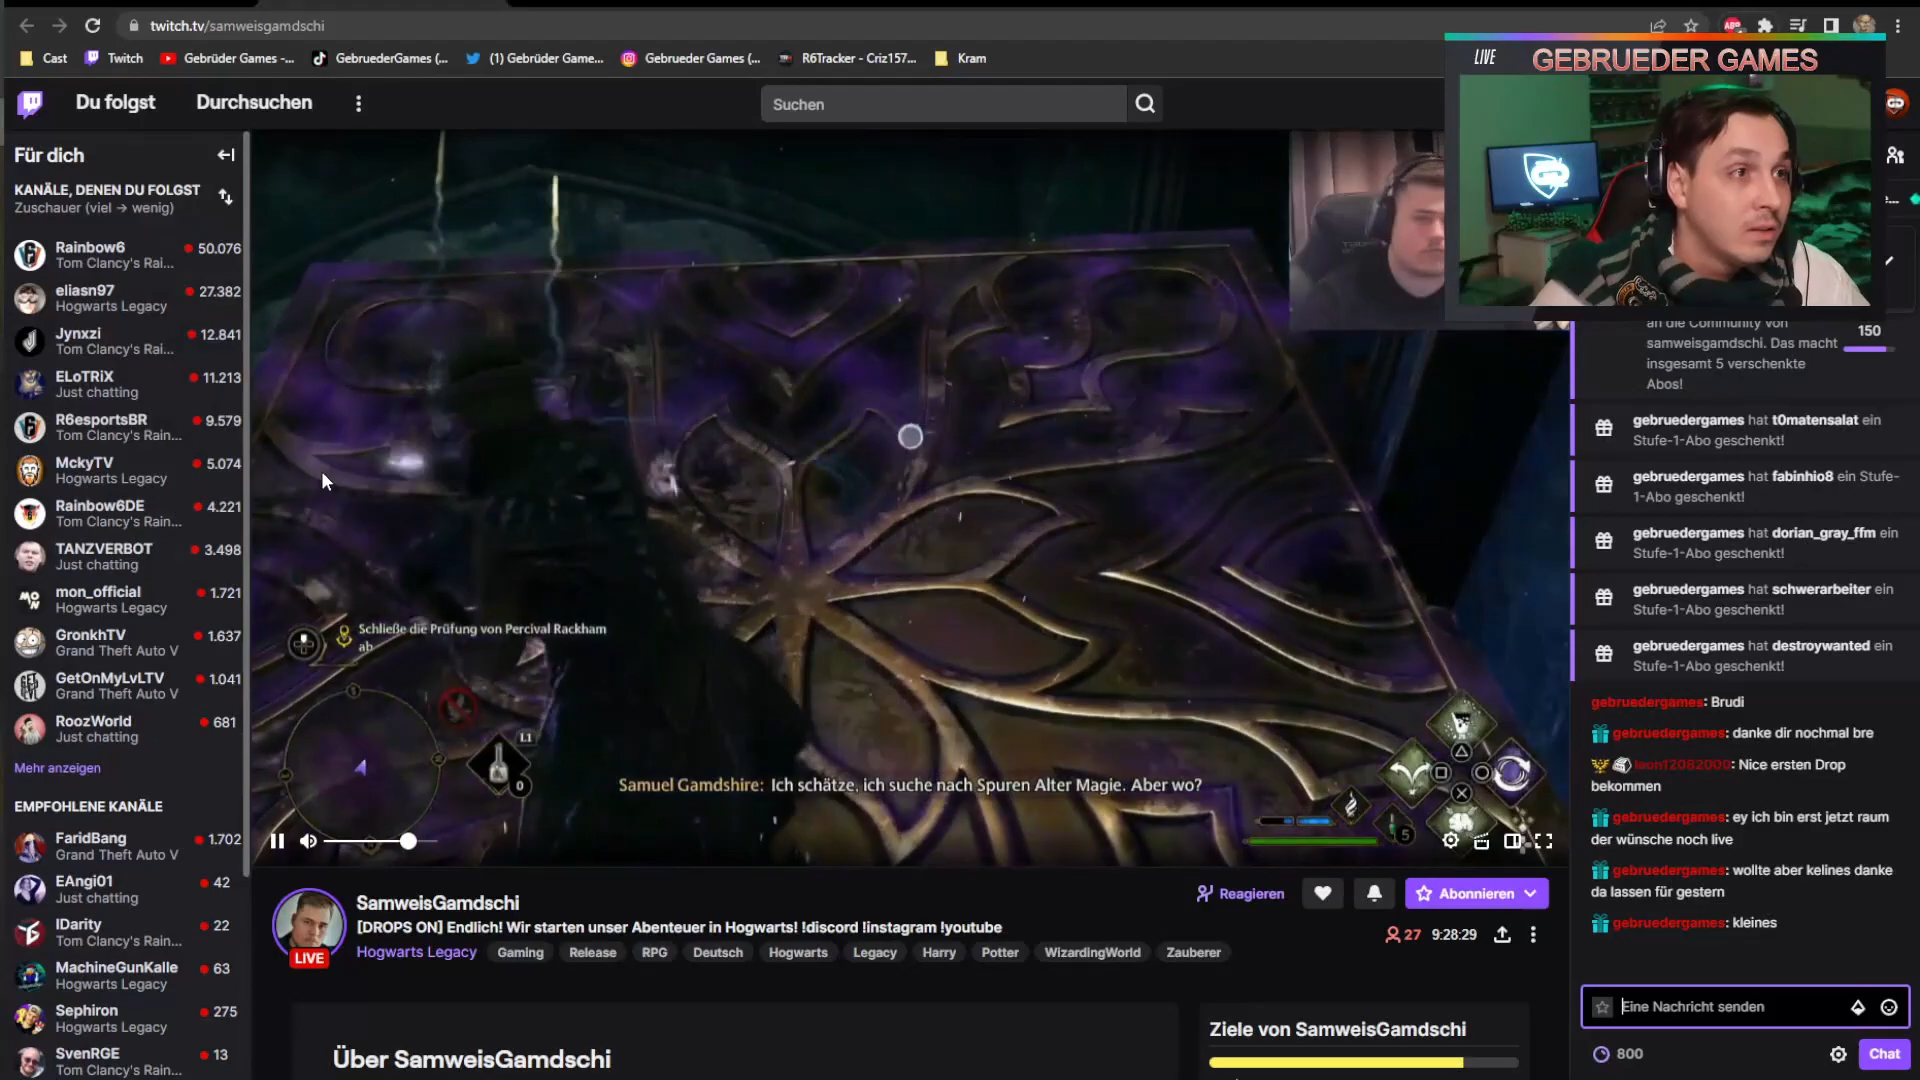 twitch.tv/samweisgamdschi
Cast
Twitch
Gebrüder Games -...
GebruederGames (...
(1) Gebrüder Game...
Gebrueder Games (...
R6Tracker - Criz157...
Kram
LIVE
GEBRUEDER GAMES
Du folgst
Durchsuchen
Suchen
Für dich
KANÄLE, DENEN DU FOLGST
Zuschauer (viel → wenig)
Rainbow6
50.076
Tom Clancy's Rai...
eliasn97
27.382
Hogwarts Legacy
Jynxzi
12.841
Tom Clancy's Rai...
ELoTRiX
11.213
Just chatting
R6esportsBR
9.579
Tom Clancy's Rain...
MckyTV
5.074
Hogwarts Legacy
Rainbow6DE
4.221
Tom Clancy's Rain...
TANZVERBOT
3.498
Just chatting
mon_official
1.721
Hogwarts Legacy
GronkhTV
1.637
Grand Theft Auto V
GetOnMyLvLTV
1.041
Grand Theft Auto V
RoozWorld
681
Just chatting
Mehr anzeigen
EMPFOHLENE KANÄLE
FaridBang
1.702
Grand Theft Auto V
EAngi01
42
Just chatting
IDarity
22
Tom Clancy's Rain...
MachineGunKalle
63
Hogwarts Legacy
Sephiron
275
Hogwarts Legacy
SvenRGE
13
Tom Clancy's Rain...
Schließe die Prüfung von Percival Rackham
ab
L1
0
Samuel Gamdshire: Ich schätze, ich suche nach Spuren Alter Magie. Aber wo?
5
SamweisGamdschi
[DROPS ON] Endlich! Wir starten unser Abenteuer in Hogwarts! !discord !instagram !youtube
Hogwarts Legacy
Gaming
Release
RPG
Deutsch
Hogwarts
Legacy
Harry
Potter
WizardingWorld
Zauberer
LIVE
Reagieren
Abonnieren
27
9:28:29
Über SamweisGamdschi
Ziele von SamweisGamdschi
an die Community von
samweisgamdschi. Das macht
insgesamt 5 verschenkte
Abos!
150
gebruedergames hat t0matensalat ein
Stufe-1-Abo geschenkt!
gebruedergames hat fabinhio8 ein Stufe-
1-Abo geschenkt!
gebruedergames hat dorian_gray_ffm ein
Stufe-1-Abo geschenkt!
gebruedergames hat schwerarbeiter ein
Stufe-1-Abo geschenkt!
gebruedergames hat destroywanted ein
Stufe-1-Abo geschenkt!
gebruedergames: Brudi
gebruedergames: danke dir nochmal bre
leon12082000: Nice ersten Drop
bekommen
gebruedergames: ey ich bin erst jetzt raum
der wünsche noch live
gebruedergames: wollte aber kelines danke
da lassen für gestern
gebruedergames: kleines
Eine Nachricht senden
800
Chat